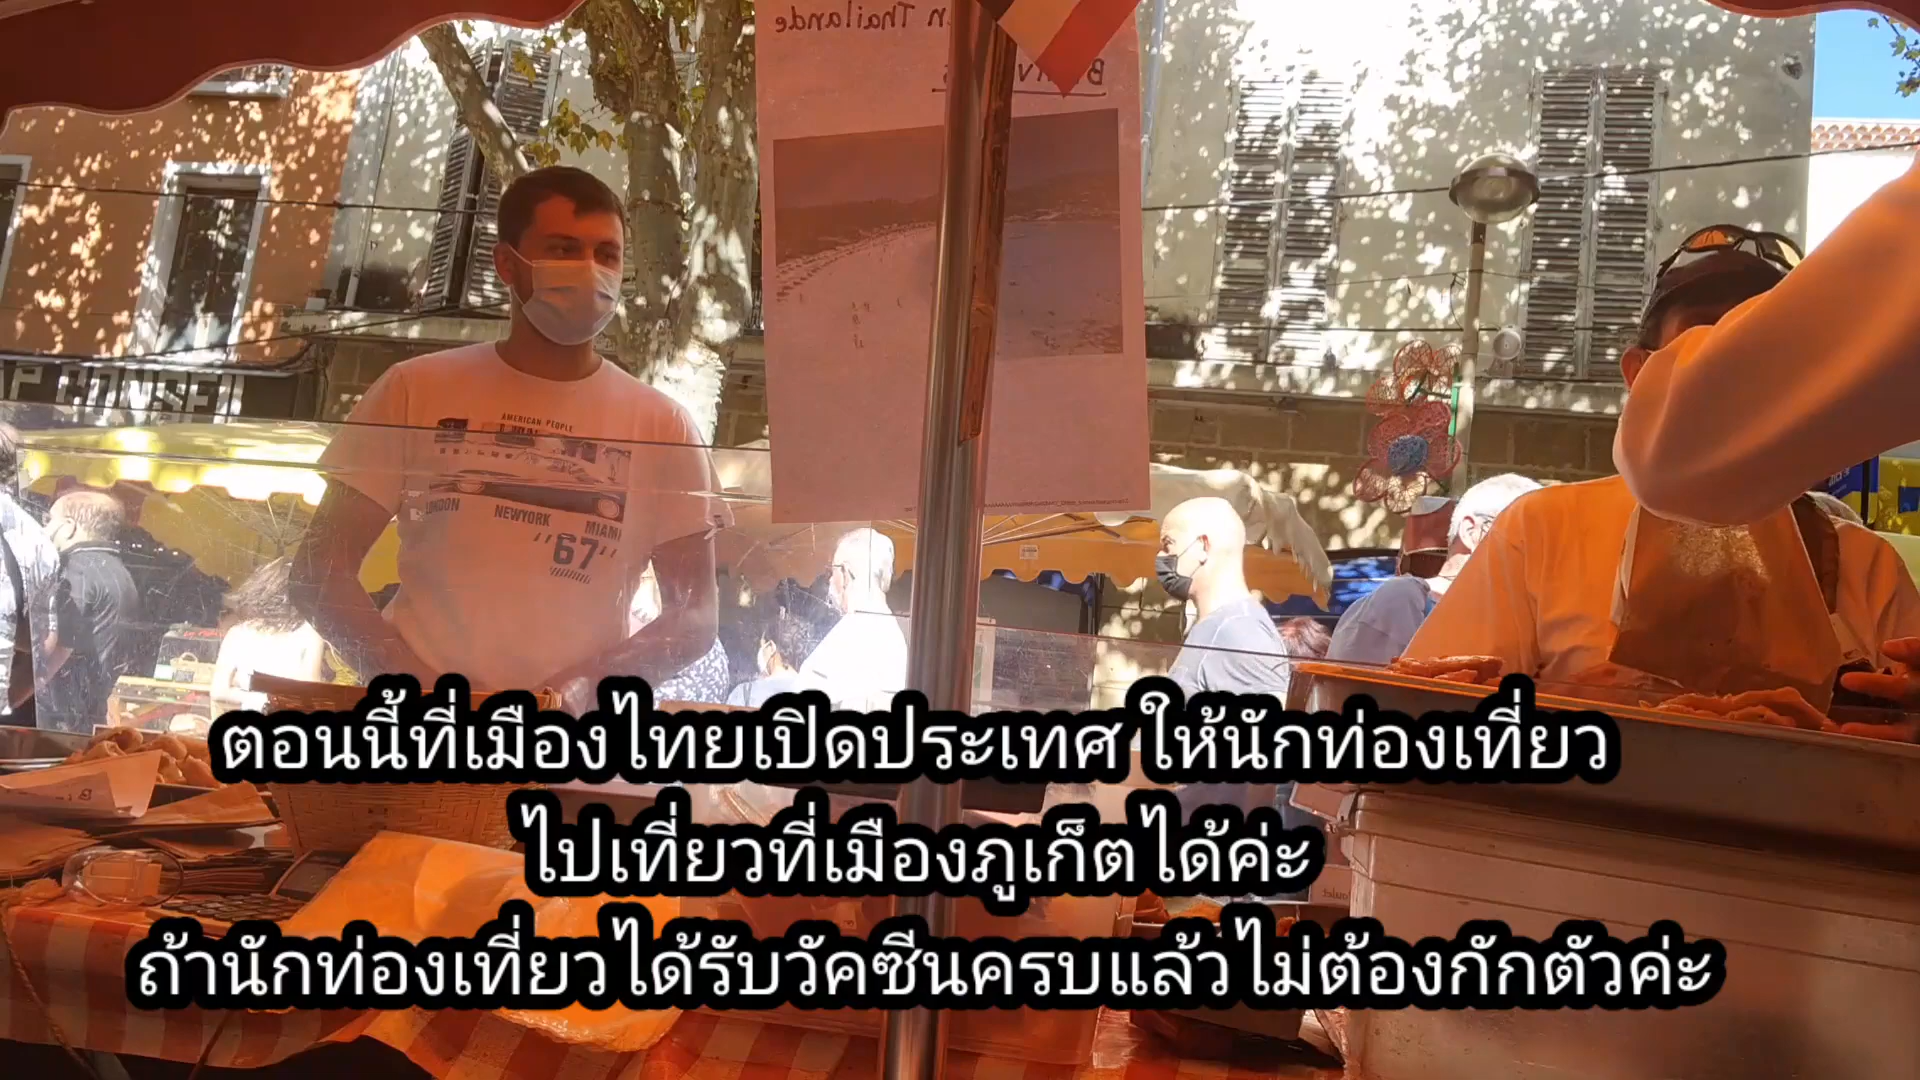 n Thailande
AMERICAN PEOPLE
LONDON
NEWYORK
MIAMI
"67"
CONSEIL
ตอนนี้ที่เมืองไทยเปิดประเทศ ให้นักท่องเที่ยว
ไปเที่ยวที่เมืองภูเก็ตได้ค่ะ
ถ้านักท่องเที่ยวได้รับวัคซีนครบแล้วไม่ต้องกักตัวค่ะ